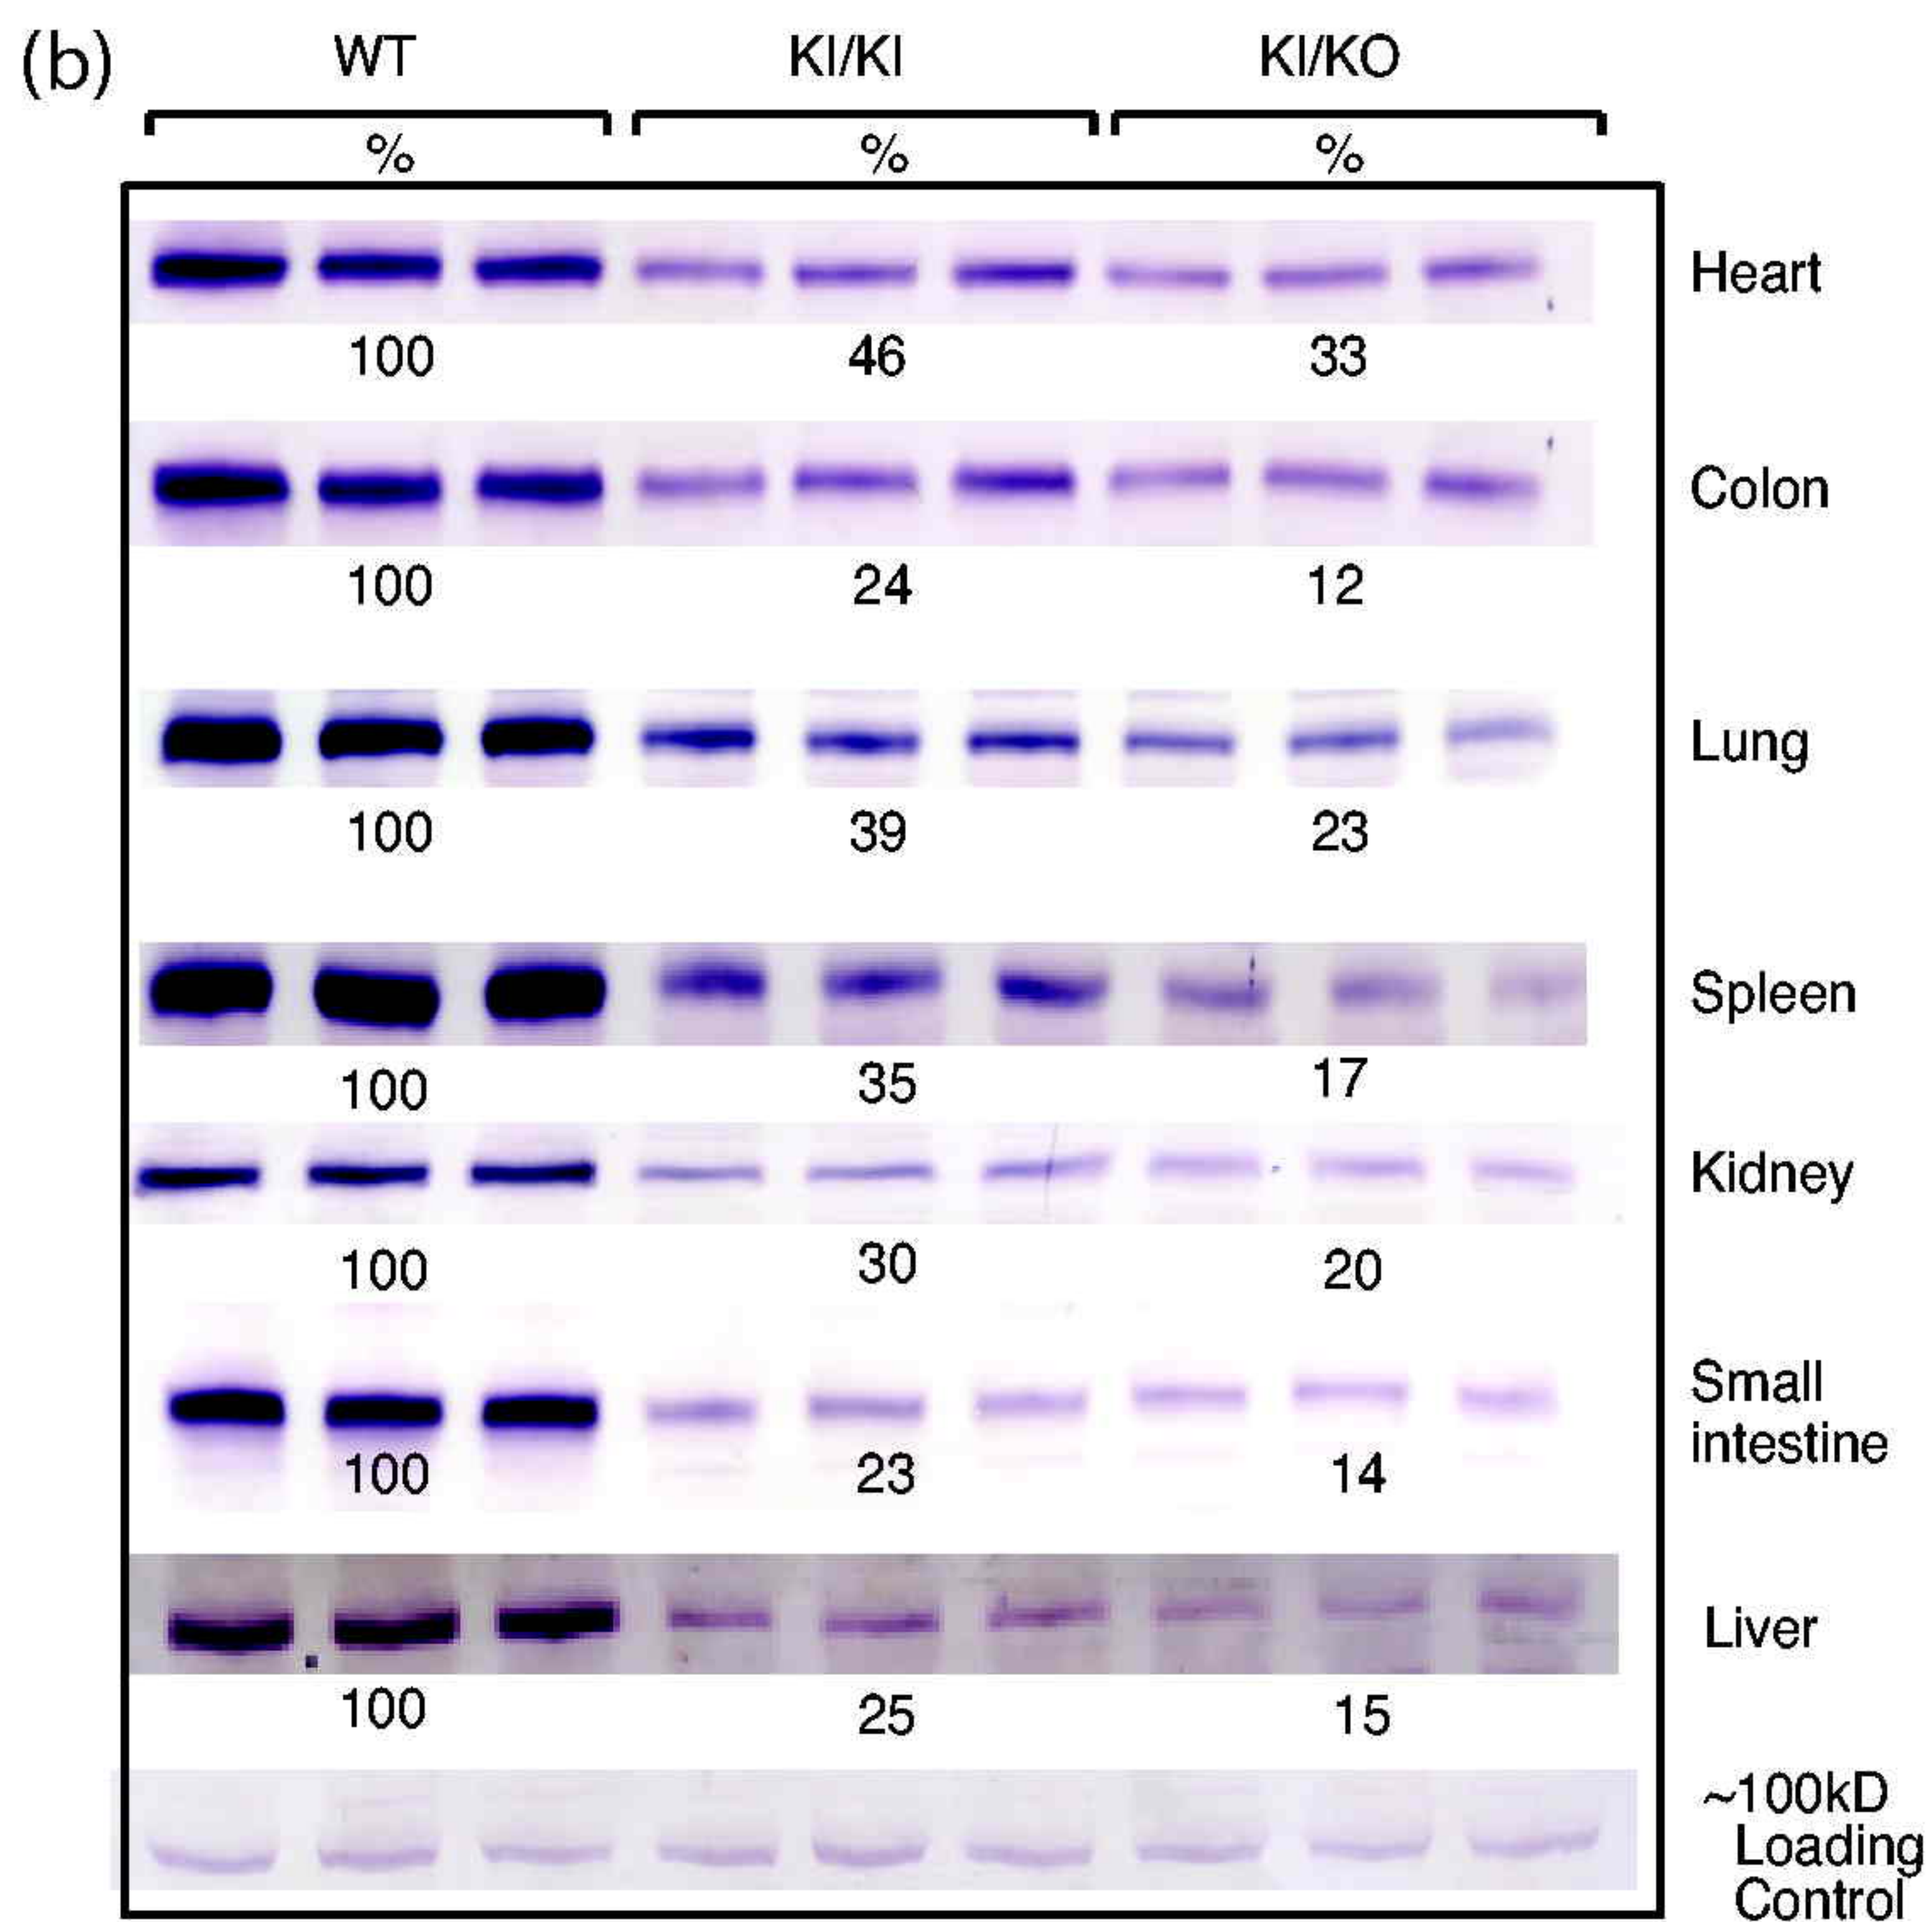 (b) WT KI/KI KI/KO
% % %
Heart
100 46 33
Colon
100 24 12
Lung
100 39 23
Spleen
100 35 17
Kidney
100 30 20
Small
intestine
100 23 14
Liver
100 25 15
~100kD
Loading
Control